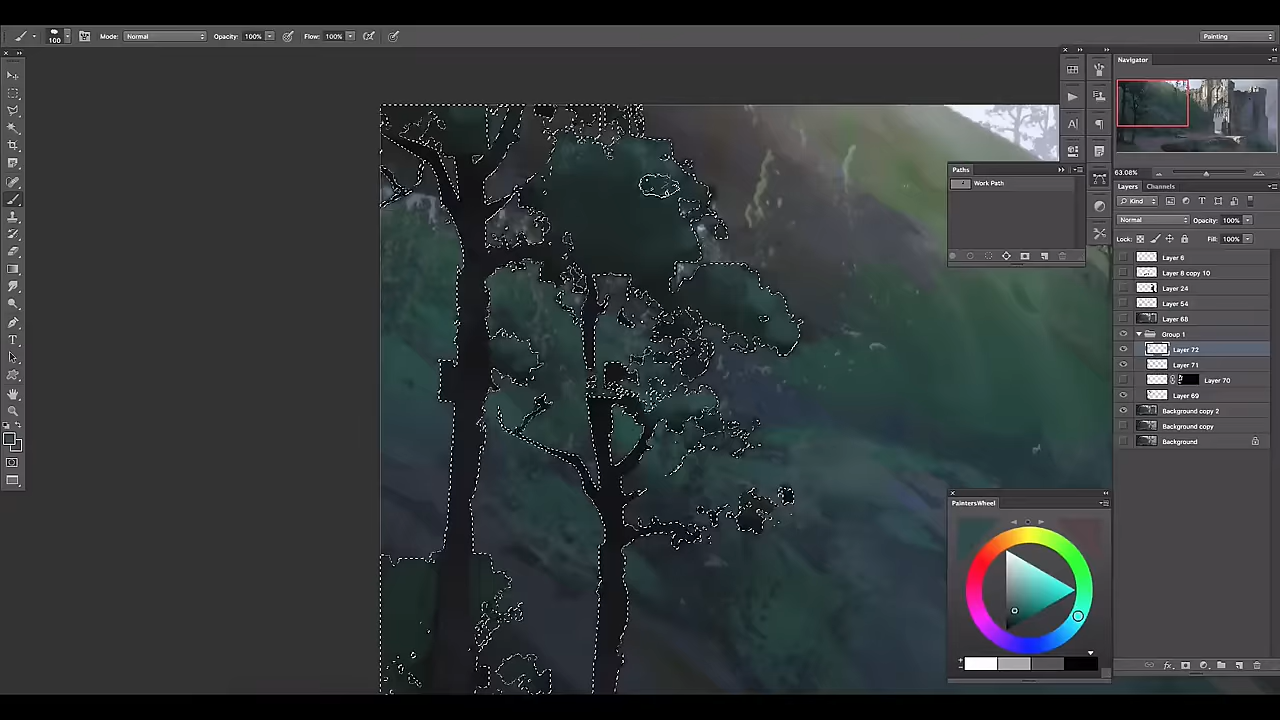 100 Mode: Normal Opacity: 100% Flow: 100% Painting
Navigator
63.08%
Paths
Work Path
Layers Channels
Kind
Normal Opacity: 100%
Lock: Fill: 100%
Layer 6
Layer 8 copy 10
Layer 24
Layer 54
Layer 68
Group 1
Layer 72
Layer 71
Layer 70
Layer 69
Background copy 2
Background copy
Background
PaintersWheel